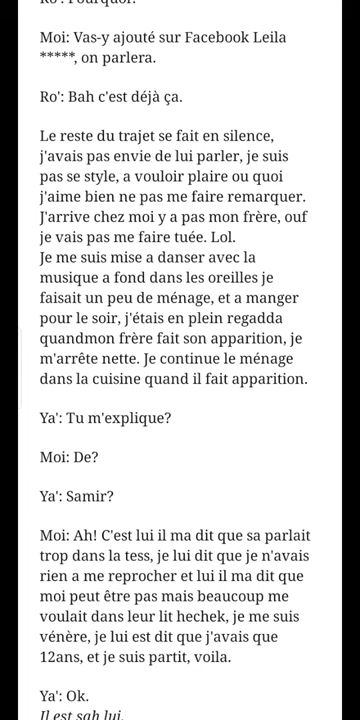 Ro': Pourquoi?
Moi: Vas-y ajouté sur Facebook Leila
*****, on parlera.
Ro': Bah c'est déjà ça.
Le reste du trajet se fait en silence,
j'avais pas envie de lui parler, je suis
pas se style, a vouloir plaire ou quoi
j'aime bien ne pas me faire remarquer.
J'arrive chez moi y a pas mon frère, ouf
je vais pas me faire tuée. Lol.
Je me suis mise a danser avec la
musique a fond dans les oreilles je
faisait un peu de ménage, et a manger
pour le soir, j'étais en plein regadda
quandmon frère fait son apparition, je
m'arrête nette. Je continue le ménage
dans la cuisine quand il fait apparition.
Ya': Tu m'explique?
Moi: De?
Ya': Samir?
Moi: Ah! C'est lui il ma dit que sa parlait
trop dans la tess, je lui dit que je n'avais
rien a me reprocher et lui il ma dit que
moi peut être pas mais beaucoup me
voulait dans leur lit hechek, je me suis
vénère, je lui est dit que j'avais que
12ans, et je suis partit, voila.
Ya': Ok.
Il est sah lui.